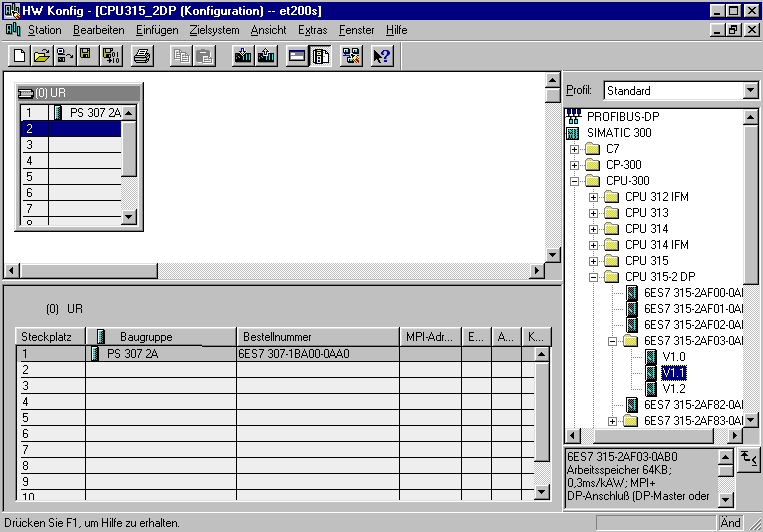 HW Konfig - [CPU315_2DP (Konfiguration) -- et200s]
Station Bearbeiten Einfügen Zielsystem Ansicht Extras Fenster Hilfe
(0) UR
1 PS 307 2A
2
3
4
5
6
7
8
Profil: Standard
PROFIBUS-DP
SIMATIC 300
C7
CP-300
CPU-300
CPU 312 IFM
CPU 313
CPU 314
CPU 314 IFM
CPU 315
CPU 315-2 DP
6ES7 315-2AF00-0A
6ES7 315-2AF01-0A
6ES7 315-2AF02-0A
6ES7 315-2AF03-0A
V1.0
V1.1
V1.2
6ES7 315-2AF82-0A
6ES7 315-2AF83-0A
(0) UR
Steckplatz Baugruppe Bestellnummer MPI-Adr... E... A... K...
1 PS 307 2A 6ES7 307-1BA00-0AA0
2
3
4
5
6
7
8
9
10
6ES7 315-2AF03-0AB0
Arbeitsspeicher 64KB;
0,3ms/kAW; MPI+
DP-Anschluß (DP-Master oder
Drücken Sie F1, um Hilfe zu erhalten.
Änd